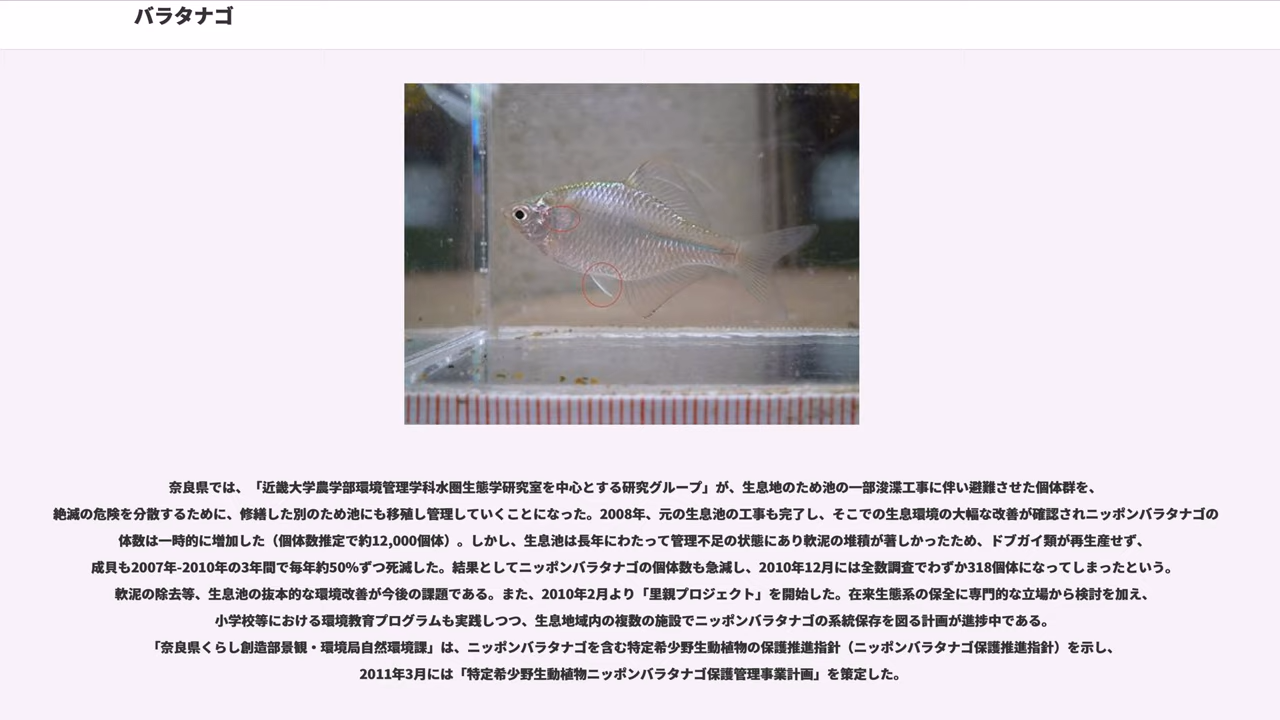 バラタナゴ
奈良県では、「近畿大学農学部環境管理学科水圏生態学研究室を中心とする研究グループ」が、生息地のため池の一部浚渫工事に伴い避難させた個体群を、
絶滅の危険を分散するために、修繕した別のため池にも移殖し管理していくことになった。2008年、元の生息池の工事も完了し、そこでの生息環境の大幅な改善が確認されニッポンバラタナゴの
体数は一時的に増加した（個体数推定で約12,000個体）。しかし、生息池は長年にわたって管理不足の状態にあり軟泥の堆積が著しかったため、ドブガイ類が再生産せず、
成貝も2007年-2010年の3年間で毎年約50%ずつ死滅した。結果としてニッポンバラタナゴの個体数も急減し、2010年12月には全数調査でわずか318個体になってしまったという。
軟泥の除去等、生息池の抜本的な環境改善が今後の課題である。また、2010年2月より「里親プロジェクト」を開始した。在来生態系の保全に専門的な立場から検討を加え、
小学校等における環境教育プログラムも実践しつつ、生息地域内の複数の施設でニッポンバラタナゴの系統保存を図る計画が進捗中である。
「奈良県くらし創造部景観・環境局自然環境課」は、ニッポンバラタナゴを含む特定希少野生動植物の保護推進指針（ニッポンバラタナゴ保護推進指針）を示し、
2011年3月には「特定希少野生動植物ニッポンバラタナゴ保護管理事業計画」を策定した。